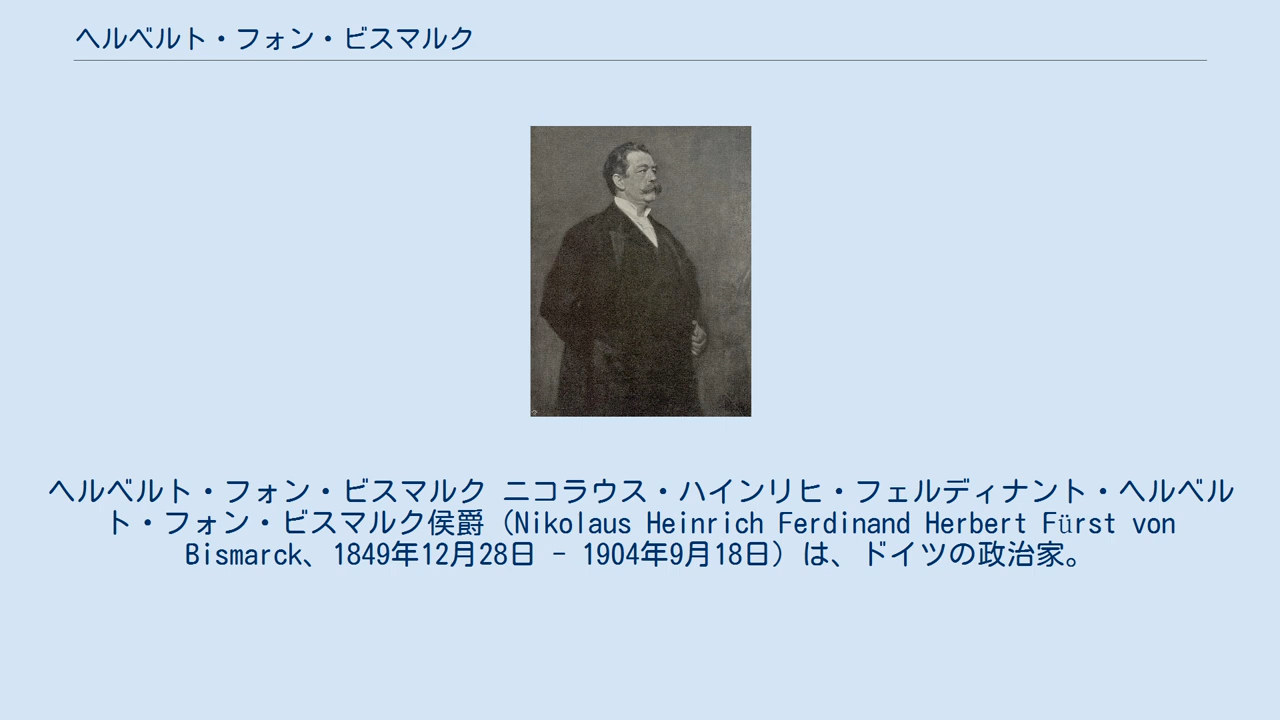 ヘルベルト・フォン・ビスマルク
ヘルベルト・フォン・ビスマルク ニコラウス・ハインリヒ・フェルディナント・ヘルベル
ト・フォン・ビスマルク侯爵（Nikolaus Heinrich Ferdinand Herbert Fürst von
Bismarck、1849年12月28日 - 1904年9月18日）は、ドイツの政治家。